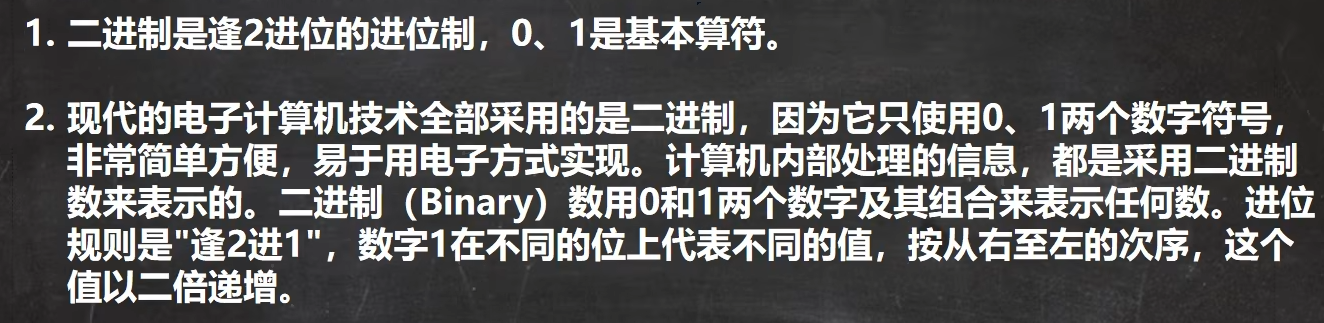 1. 二进制是逢2进位的进位制，0、1是基本算符。
2. 现代的电子计算机技术全部采用的是二进制，因为它只使用0、1两个数字符号，
非常简单方便，易于用电子方式实现。计算机内部处理的信息，都是采用二进制
数来表示的。二进制（Binary）数用0和1两个数字及其组合来表示任何数。进位
规则是"逢2进1"，数字1在不同的位上代表不同的值，按从右至左的次序，这个
值以二倍递增。